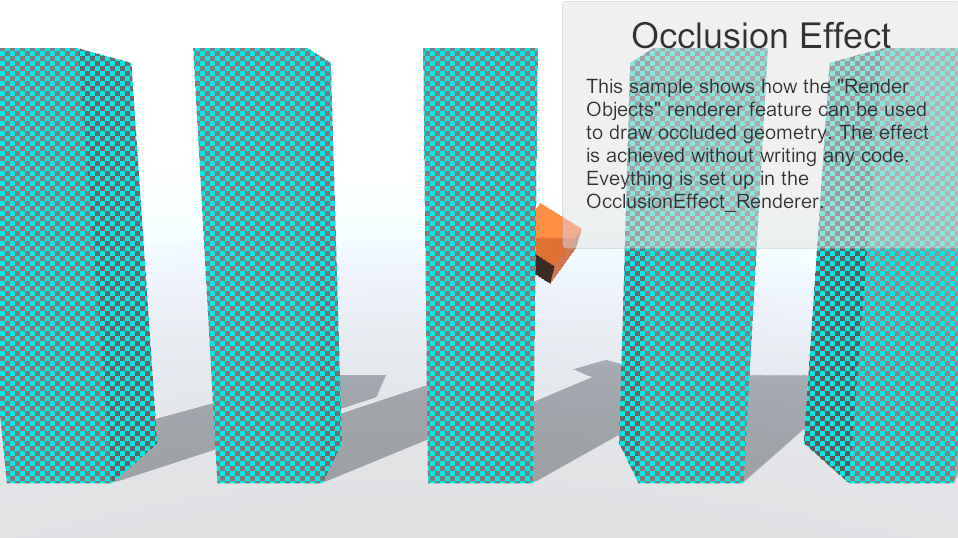 Occlusion Effect
This sample shows how the "Render
Objects" renderer feature can be used
to draw occluded geometry. The effect
is achieved without writing any code.
Eveything is set up in the
OcclusionEffect_Renderer.